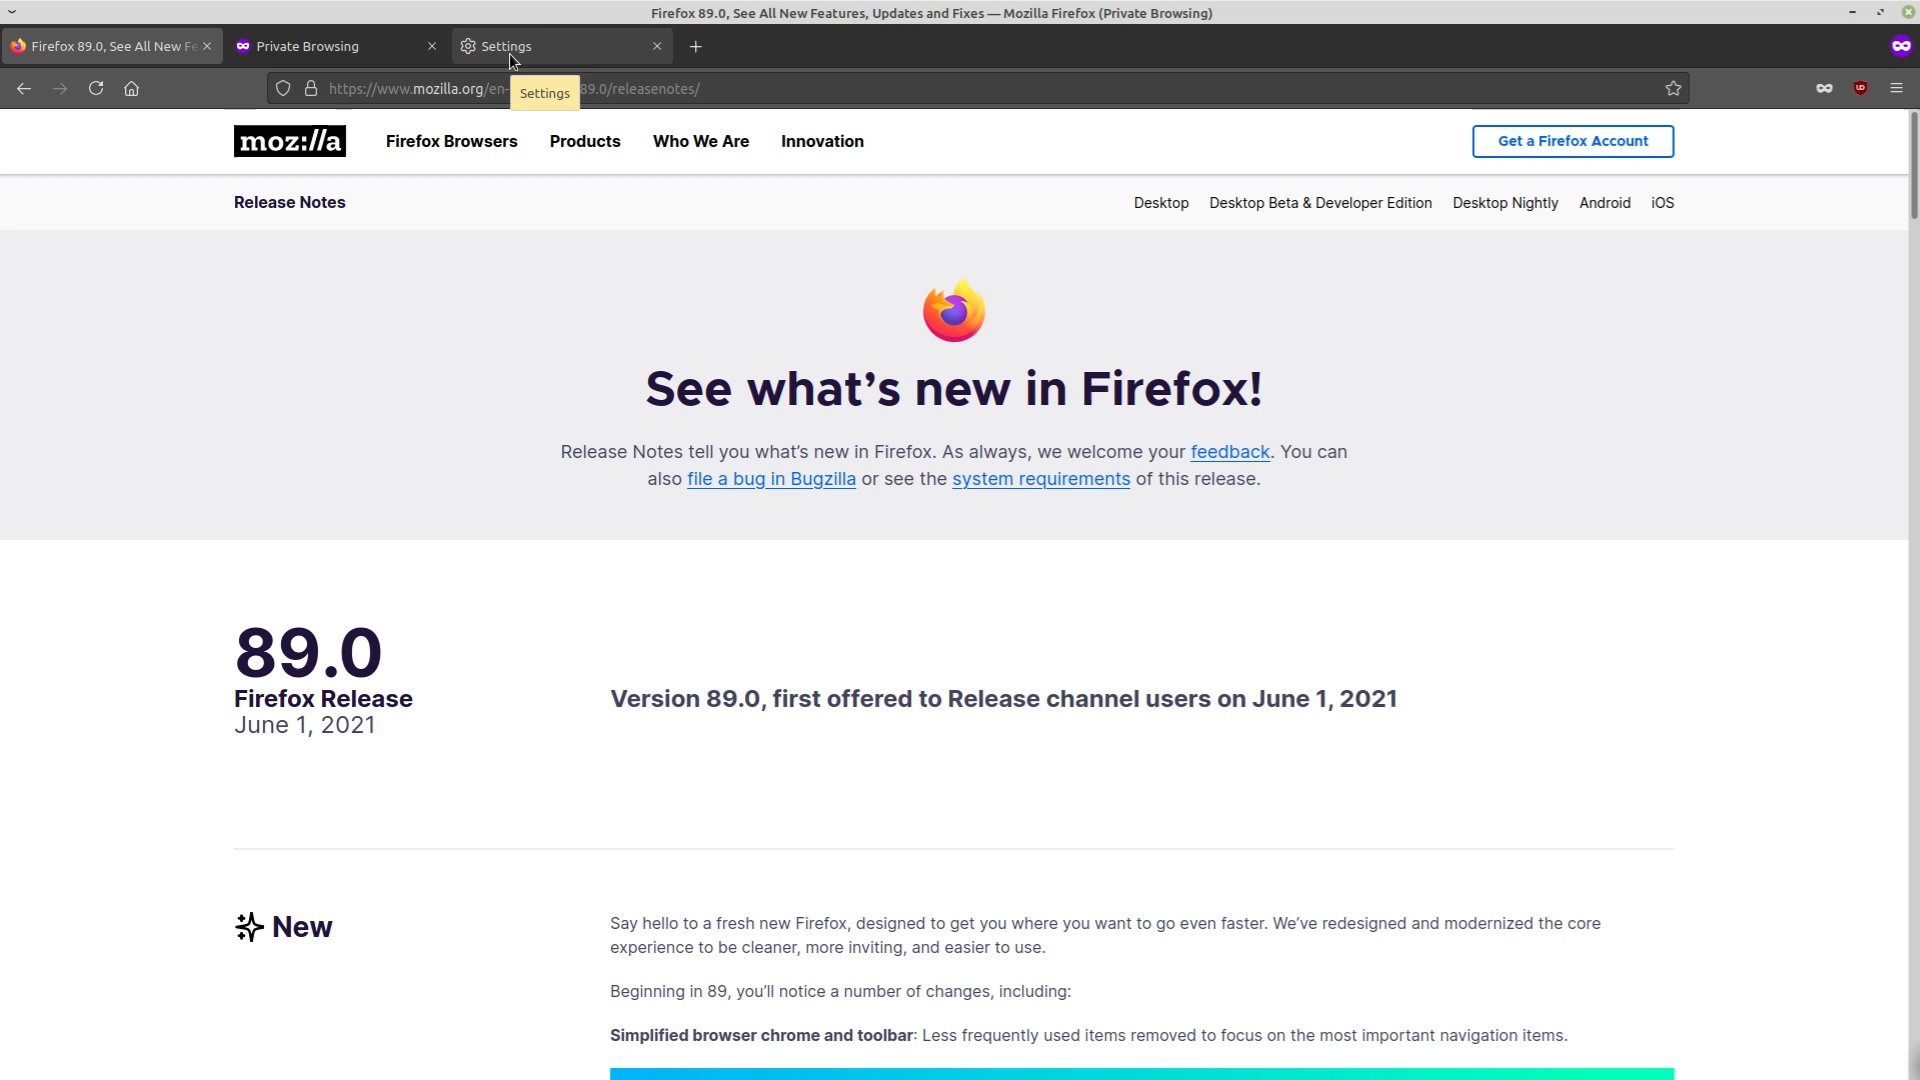 Firefox 89.0, See All New Features, Updates and Fixes — Mozilla Firefox (Private Browsing)
Firefox 89.0, See All New Fe
Private Browsing
Settings
https://www.mozilla.org/en-
89.0/releasenotes/
Settings
moz://a
Firefox Browsers
Products
Who We Are
Innovation
Get a Firefox Account
Release Notes
Desktop
Desktop Beta & Developer Edition
Desktop Nightly
Android
iOS
See what’s new in Firefox!
Release Notes tell you what’s new in Firefox. As always, we welcome your feedback. You can
also file a bug in Bugzilla or see the system requirements of this release.
89.0
Firefox Release
June 1, 2021
Version 89.0, first offered to Release channel users on June 1, 2021
New
Say hello to a fresh new Firefox, designed to get you where you want to go even faster. We’ve redesigned and modernized the core
experience to be cleaner, more inviting, and easier to use.
Beginning in 89, you’ll notice a number of changes, including:
Simplified browser chrome and toolbar: Less frequently used items removed to focus on the most important navigation items.